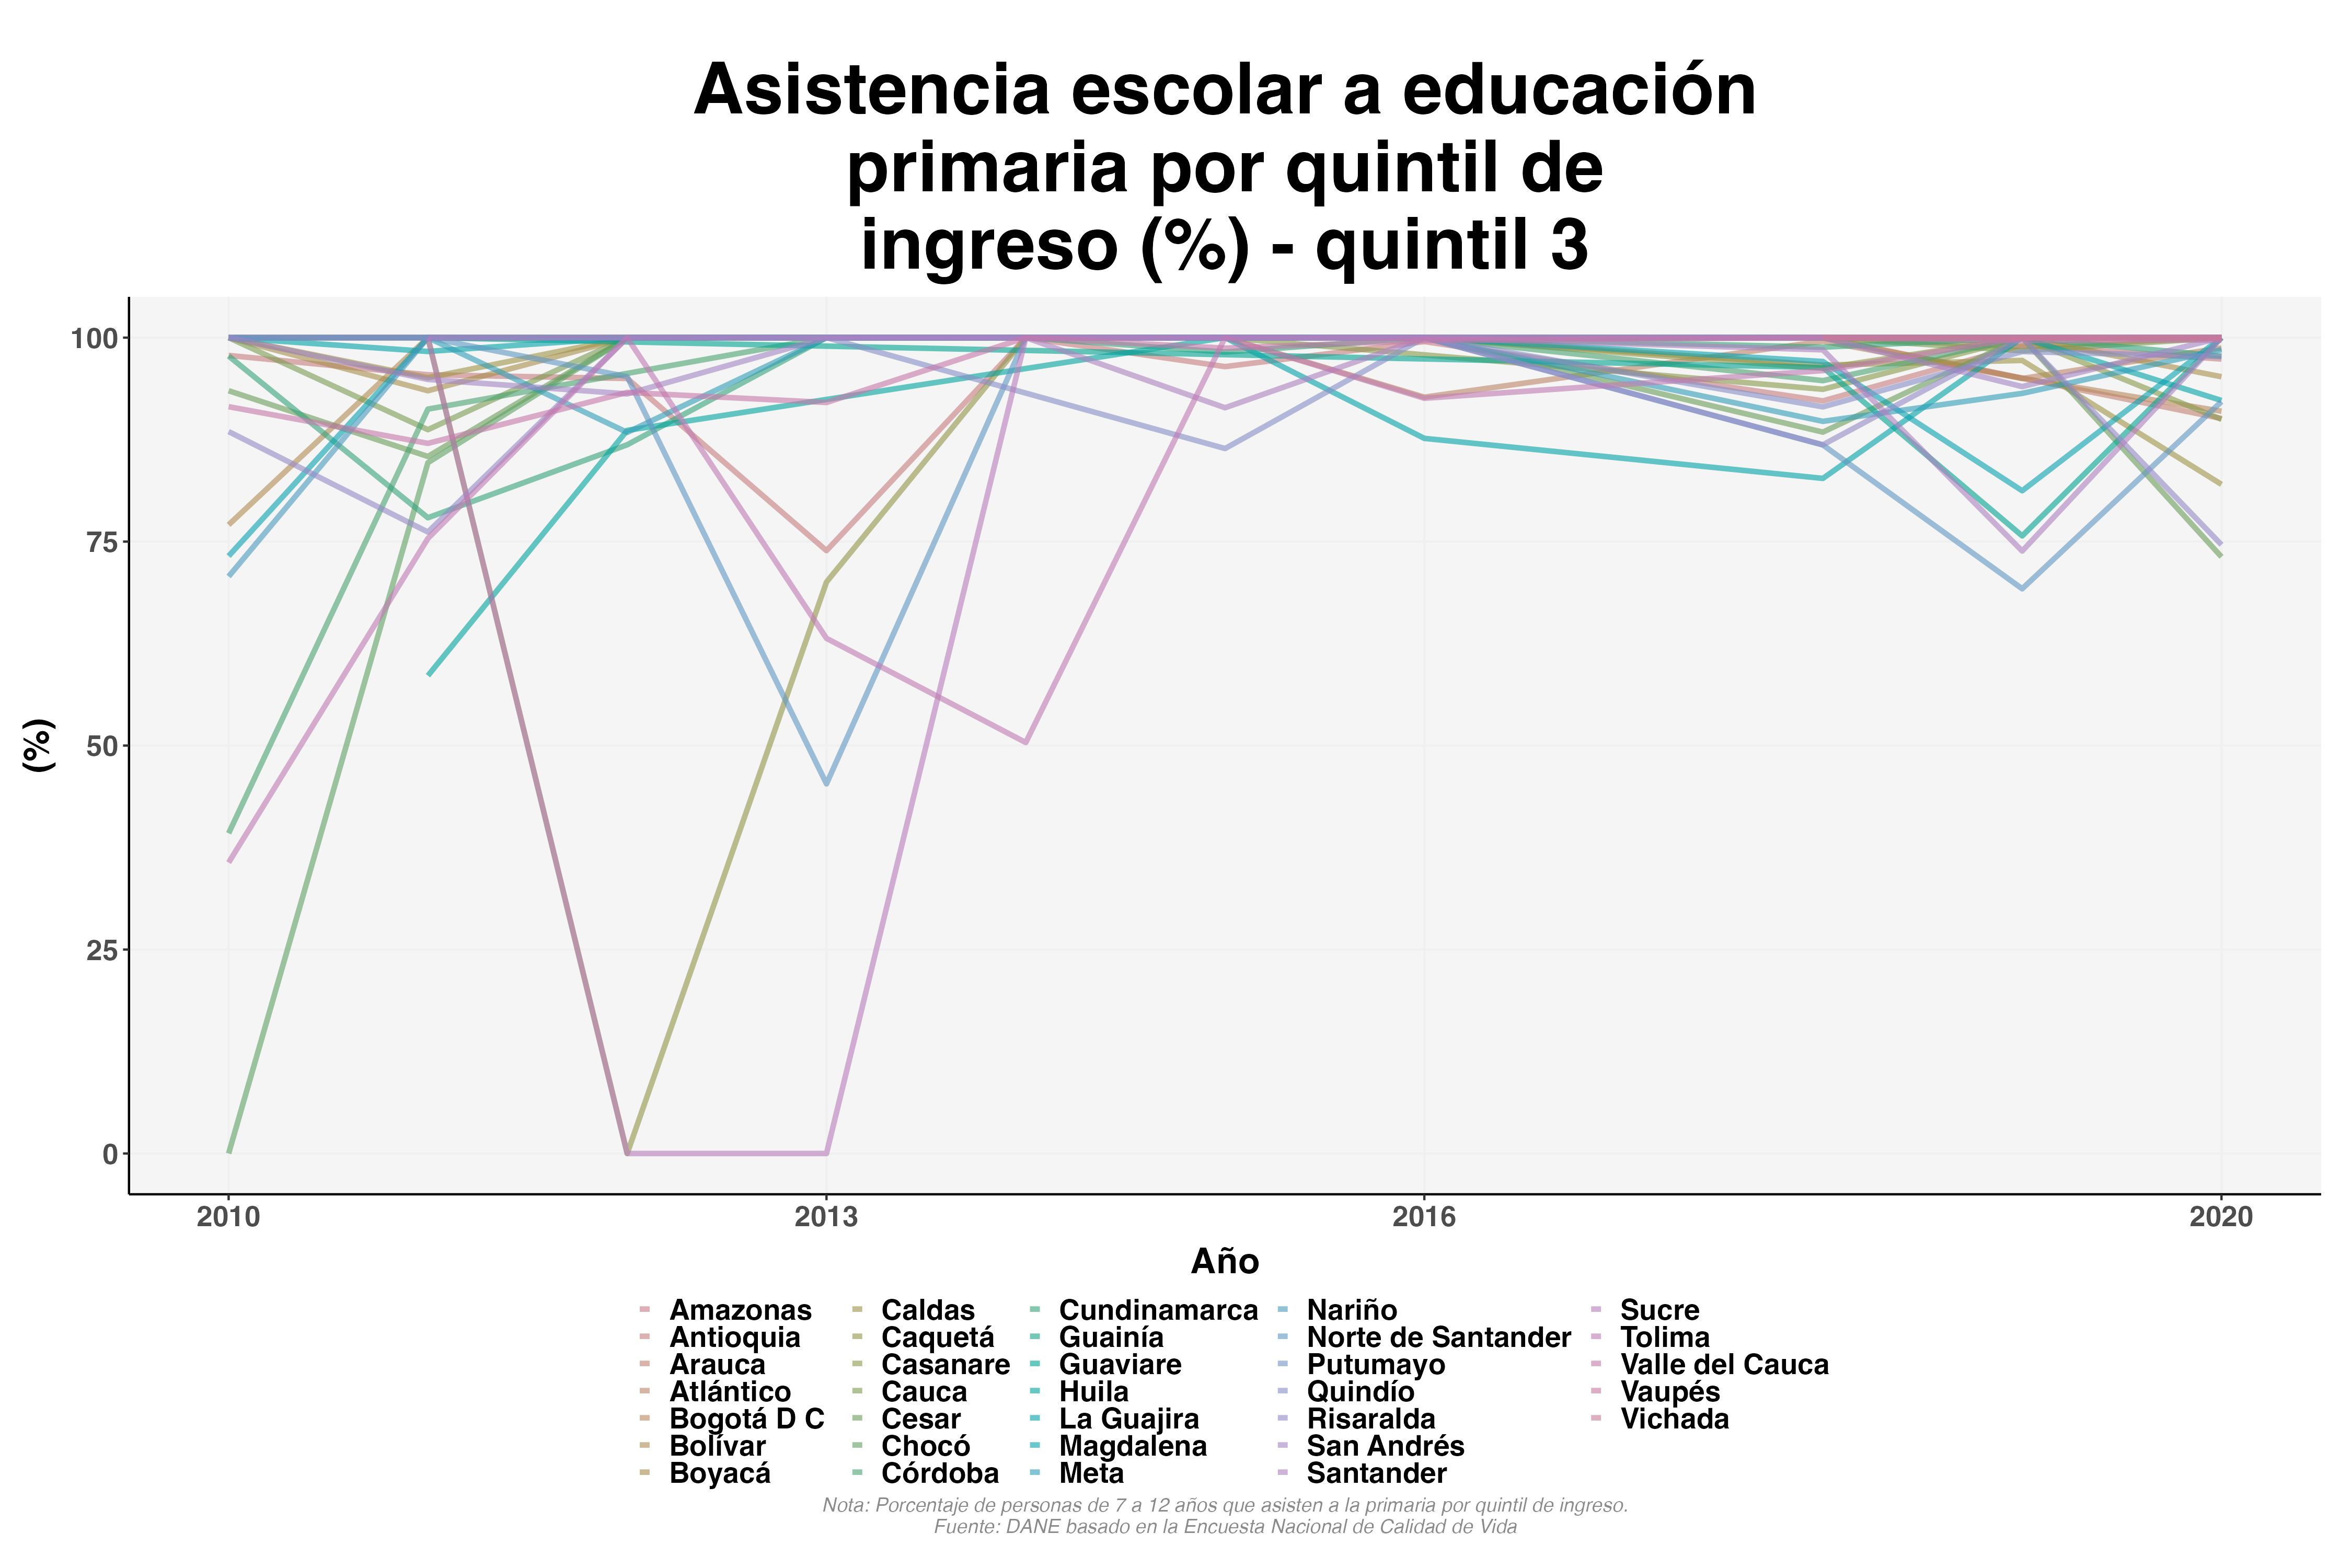 Asistencia escolar a educación
primaria por quintil de
ingreso (%) - quintil 3
(%)
100
75
50
25
0
2010
2013
2016
2020
Año
Amazonas
Antioquia
Arauca
Atlántico
Bogotá D C
Bolívar
Boyacá
Caldas
Caquetá
Casanare
Cauca
Cesar
Chocó
Córdoba
Cundinamarca
Guainía
Guaviare
Huila
La Guajira
Magdalena
Meta
Nariño
Norte de Santander
Putumayo
Quindío
Risaralda
San Andrés
Santander
Sucre
Tolima
Valle del Cauca
Vaupés
Vichada
Nota: Porcentaje de personas de 7 a 12 años que asisten a la primaria por quintil de ingreso.
Fuente: DANE basado en la Encuesta Nacional de Calidad de Vida